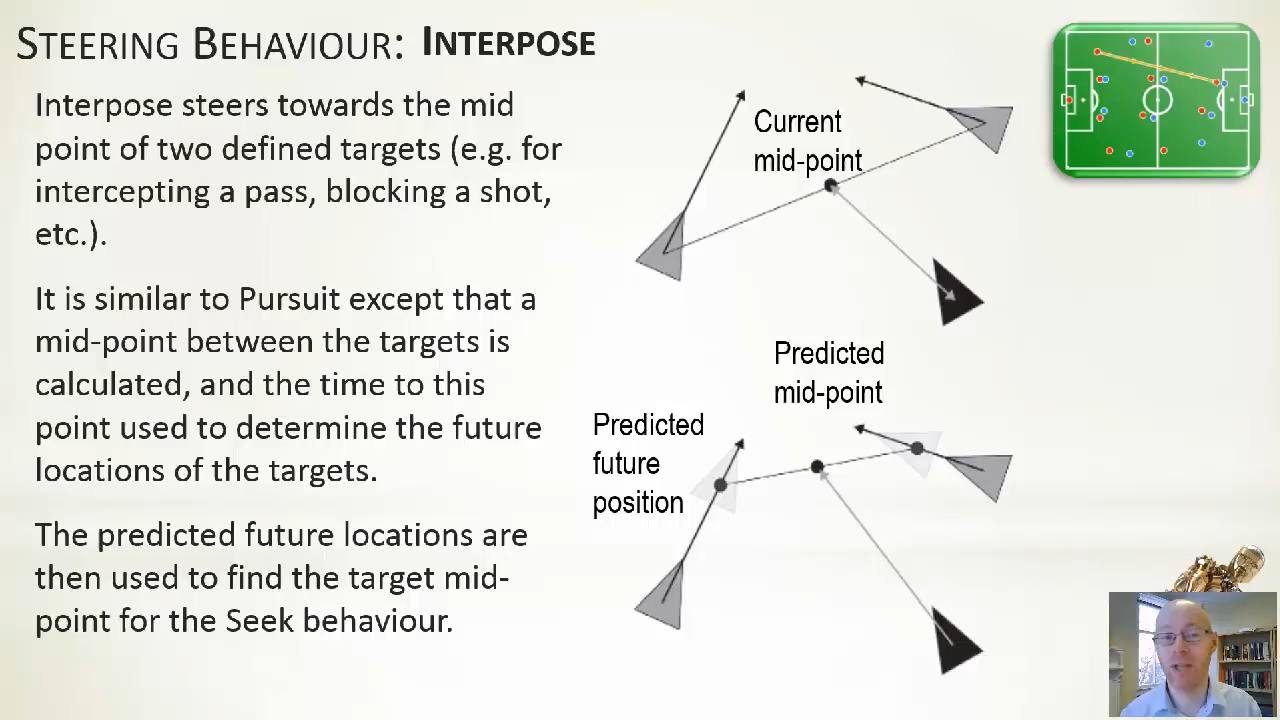 STEERING BEHAVIOUR: INTERPOSE
Interpose steers towards the mid
point of two defined targets (e.g. for
intercepting a pass, blocking a shot,
etc.).
It is similar to Pursuit except that a
mid-point between the targets is
calculated, and the time to this
point used to determine the future
locations of the targets.
The predicted future locations are
then used to find the target mid-
point for the Seek behaviour.
Current
mid-point
Predicted
mid-point
Predicted
future
position